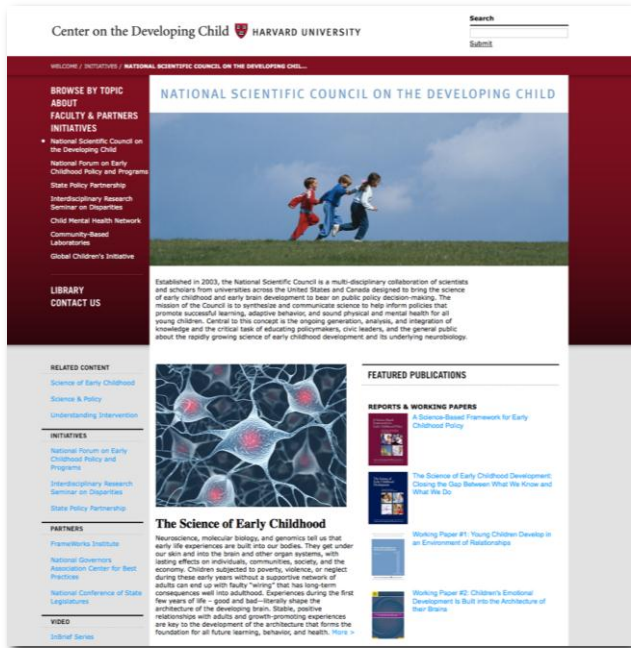 Center on the Developing Child HARVARD UNIVERSITY
Search
Submit
WELCOME / INITIATIVES / NATIONAL SCIENTIFIC COUNCIL ON THE DEVELOPING CHIL...
BROWSE BY TOPIC
ABOUT
FACULTY & PARTNERS
INITIATIVES
National Scientific Council on
the Developing Child
National Forum on Early
Childhood Policy and Programs
State Policy Partnership
Interdisciplinary Research
Seminar on Disparities
Child Mental Health Network
Community-Based
Laboratories
Global Children's Initiative
LIBRARY
CONTACT US
NATIONAL SCIENTIFIC COUNCIL ON THE DEVELOPING CHILD
Established in 2003, the National Scientific Council is a multi-disciplinary collaboration of scientists
and scholars from universities across the United States and Canada designed to bring the science
of early childhood and early brain development to bear on public policy decision-making. The
mission of the Council is to synthesize and communicate science to help inform policies that
promote successful learning, adaptive behavior, and sound physical and mental health for all
young children. Central to this concept is the ongoing generation, analysis, and integration of
knowledge and the critical task of educating policymakers, civic leaders, and the general public
about the rapidly growing science of early childhood development and its underlying neurobiology.
RELATED CONTENT
Science of Early Childhood
Science & Policy
Understanding Intervention
INITIATIVES
National Forum on Early
Childhood Policy and
Programs
Interdisciplinary Research
Seminar on Disparities
State Policy Partnership
PARTNERS
FrameWorks Institute
National Governors
Association Center for Best
Practices
National Conference of State
Legislatures
VIDEO
InBrief Series
The Science of Early Childhood
Neuroscience, molecular biology, and genomics tell us that
early life experiences are built into our bodies. They get under
our skin and into the brain and other organ systems, with
lasting effects on individuals, communities, society, and the
economy. Children subjected to poverty, violence, or neglect
during these early years without a supportive network of
adults can end up with faulty "wiring" that has long-term
consequences well into adulthood. Experiences during the first
few years of life – good and bad—literally shape the
architecture of the developing brain. Stable, positive
relationships with adults and growth-promoting experiences
are key to the development of the architecture that forms the
foundation for all future learning, behavior, and health. More >
FEATURED PUBLICATIONS
REPORTS & WORKING PAPERS
A Science-Based Framework for Early
Childhood Policy
The Science of Early Childhood Development:
Closing the Gap Between What We Know and
What We Do
Working Paper #1: Young Children Develop in
an Environment of Relationships
Working Paper #2: Children's Emotional
Development Is Built into the Architecture of
their Brains